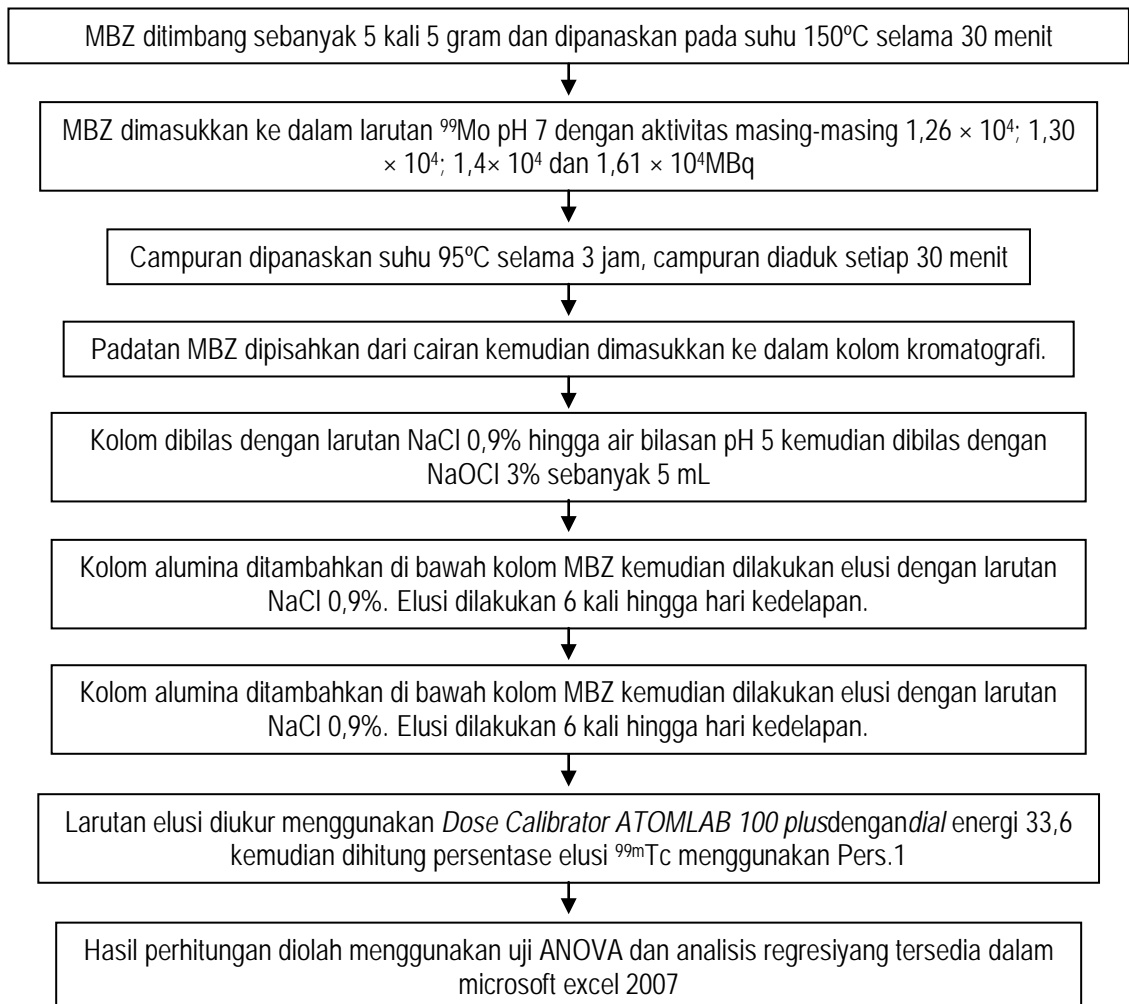 MBZ ditimbang sebanyak 5 kali 5 gram dan dipanaskan pada suhu 150ºC selama 30 menit
MBZ dimasukkan ke dalam larutan ⁹⁹Mo pH 7 dengan aktivitas masing-masing 1,26 × 10⁴; 1,30
× 10⁴; 1,4× 10⁴ dan 1,61 × 10⁴MBq
Campuran dipanaskan suhu 95ºC selama 3 jam, campuran diaduk setiap 30 menit
Padatan MBZ dipisahkan dari cairan kemudian dimasukkan ke dalam kolom kromatografi.
Kolom dibilas dengan larutan NaCl 0,9% hingga air bilasan pH 5 kemudian dibilas dengan
NaOCl 3% sebanyak 5 mL
Kolom alumina ditambahkan di bawah kolom MBZ kemudian dilakukan elusi dengan larutan
NaCl 0,9%. Elusi dilakukan 6 kali hingga hari kedelapan.
Kolom alumina ditambahkan di bawah kolom MBZ kemudian dilakukan elusi dengan larutan
NaCl 0,9%. Elusi dilakukan 6 kali hingga hari kedelapan.
Larutan elusi diukur menggunakan Dose Calibrator ATOMLAB 100 plusdengandial energi 33,6
kemudian dihitung persentase elusi ⁹⁹ᵐTc menggunakan Pers.1
Hasil perhitungan diolah menggunakan uji ANOVA dan analisis regresiyang tersedia dalam
microsoft excel 2007